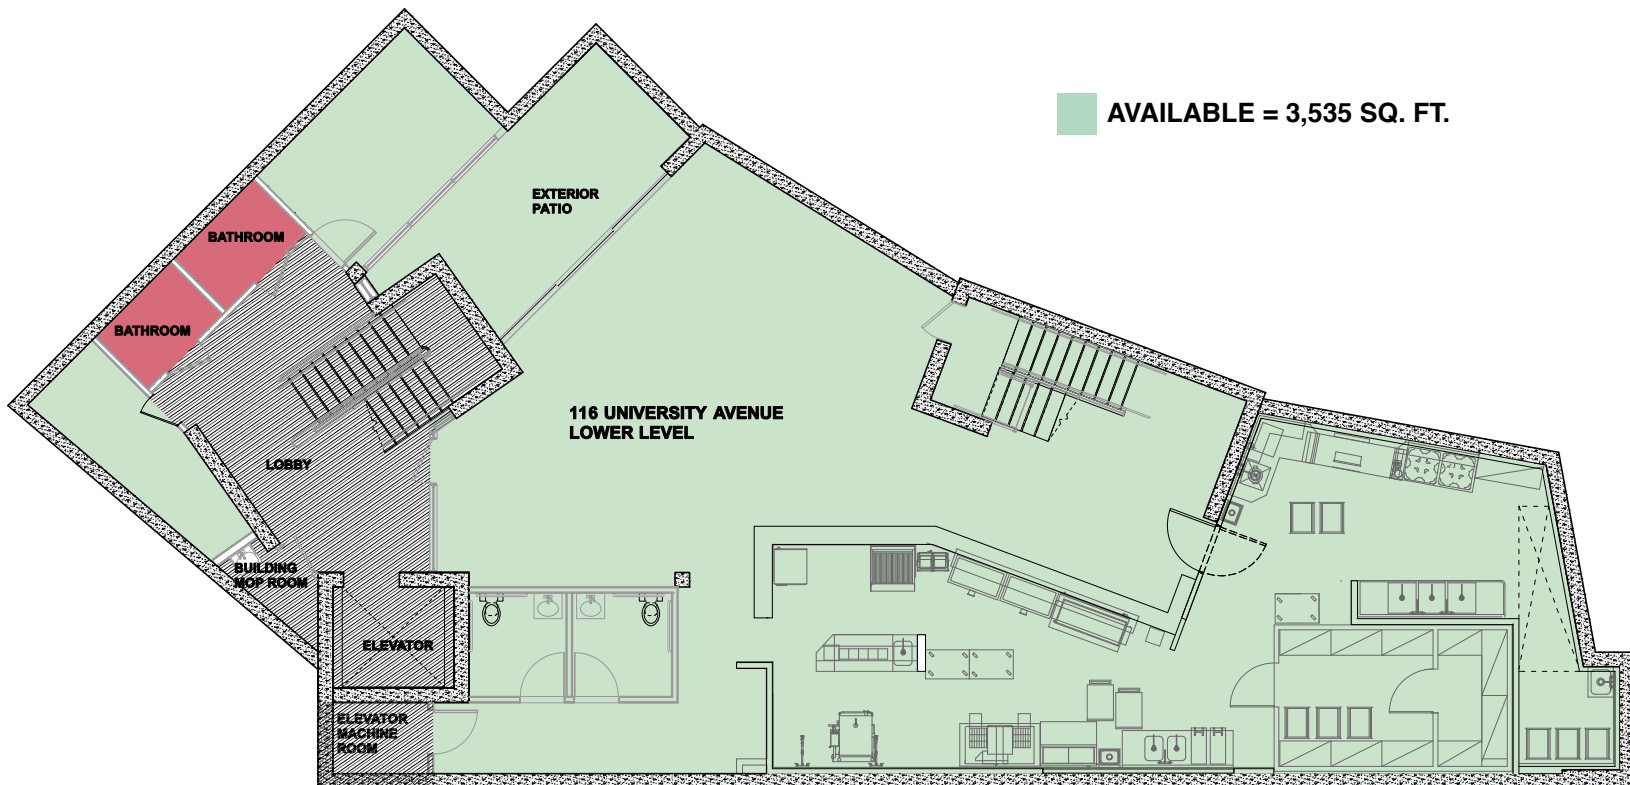 AVAILABLE = 3,535 SQ. FT.
EXTERIOR
PATIO
BATHROOM
BATHROOM
116 UNIVERSITY AVENUE
LOWER LEVEL
LOBBY
BUILDING
MOP ROOM
ELEVATOR
ELEVATOR
MACHINE
ROOM